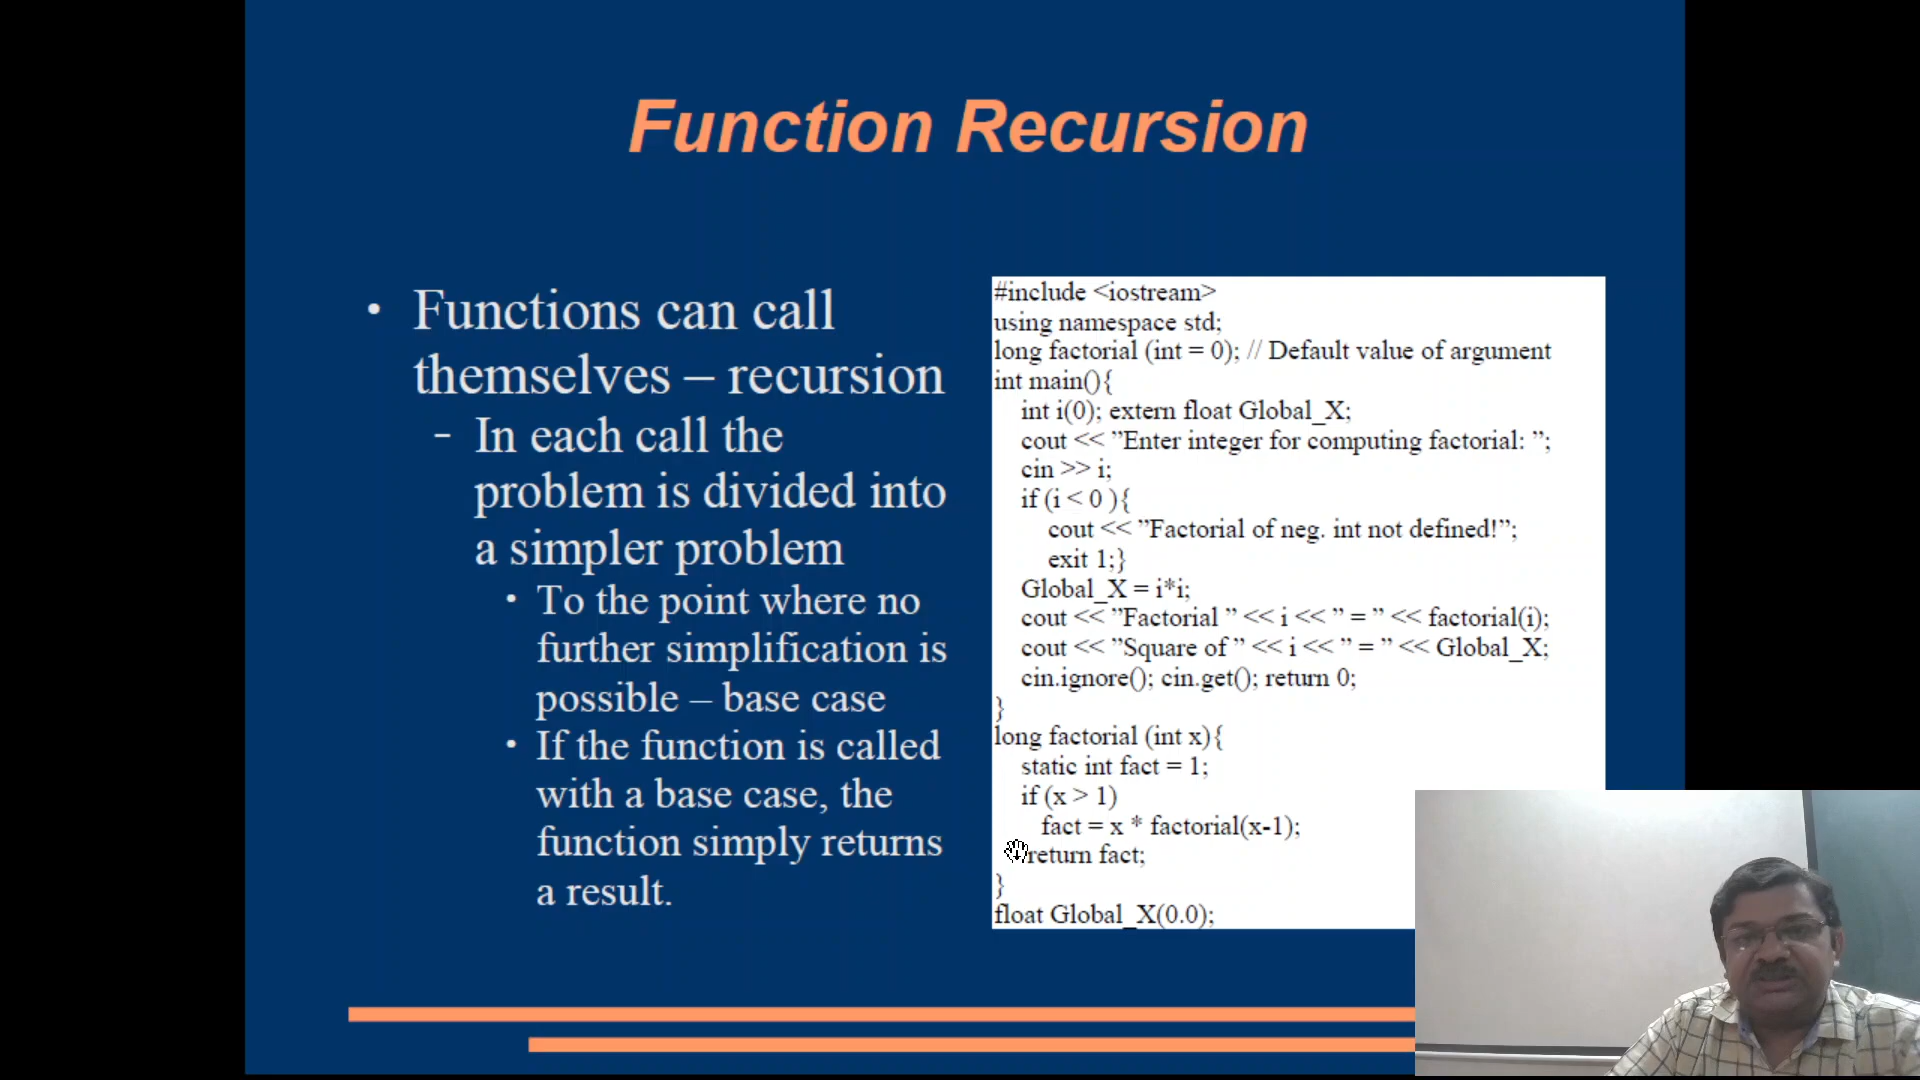 Function Recursion
• Functions can call
themselves – recursion
– In each call the
problem is divided into
a simpler problem
• To the point where no
further simplification is
possible – base case
• If the function is called
with a base case, the
function simply returns
a result.
#include <iostream>
using namespace std;
long factorial (int = 0); // Default value of argument
int main(){
int i(0); extern float Global_X;
cout << ”Enter integer for computing factorial: ”;
cin >> i;
if (i < 0 ){
cout << ”Factorial of neg. int not defined!”;
exit 1;}
Global_X = i*i;
cout << ”Factorial ” << i << ” = ” << factorial(i);
cout << ”Square of ” << i << ” = ” << Global_X;
cin.ignore(); cin.get(); return 0;
}
long factorial (int x){
static int fact = 1;
if (x > 1)
fact = x * factorial(x-1);
return fact;
}
float Global_X(0.0);